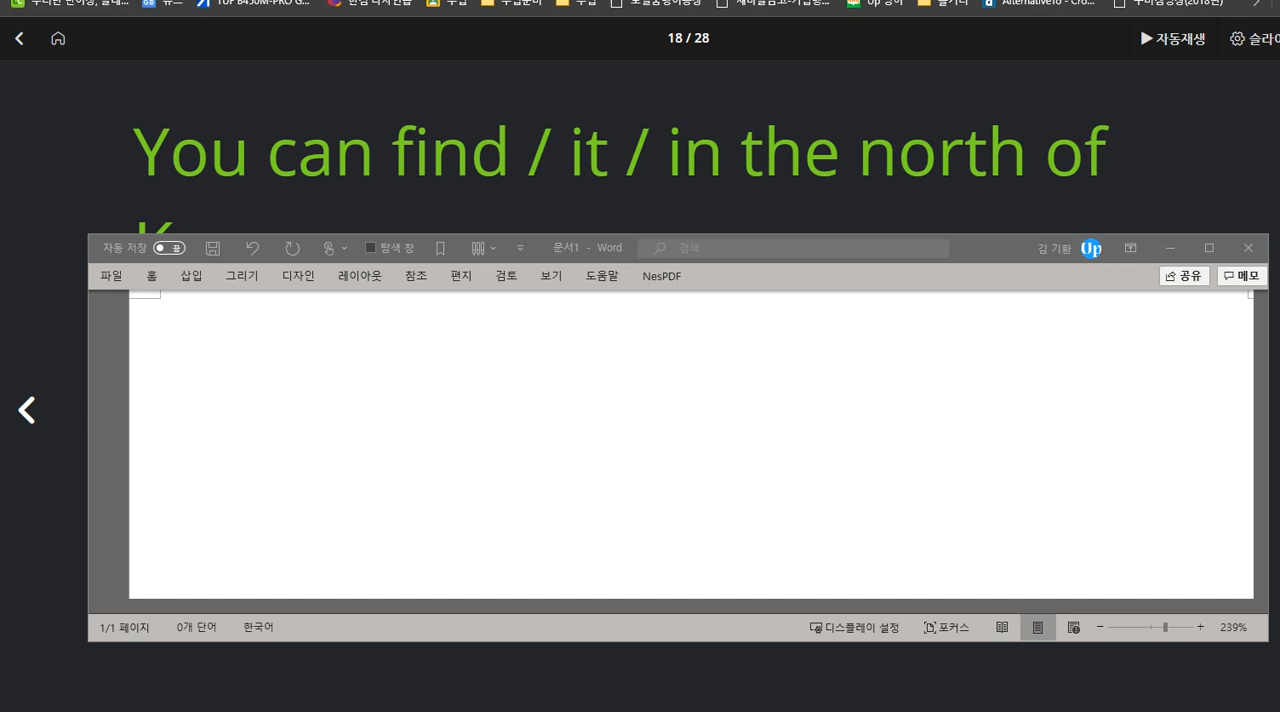 뉴스
18 / 28
자동재생
You can find / it / in the north of
자동 저장
끔
탐색 창
문서1 - Word
검색
김 기환
Up
파일 홈 삽입 그리기 디자인 레이아웃 참조 편지 검토 보기 도움말 NesPDF
공유
메모
1/1 페이지 0개 단어 한국어
디스플레이 설정
포커스
239%